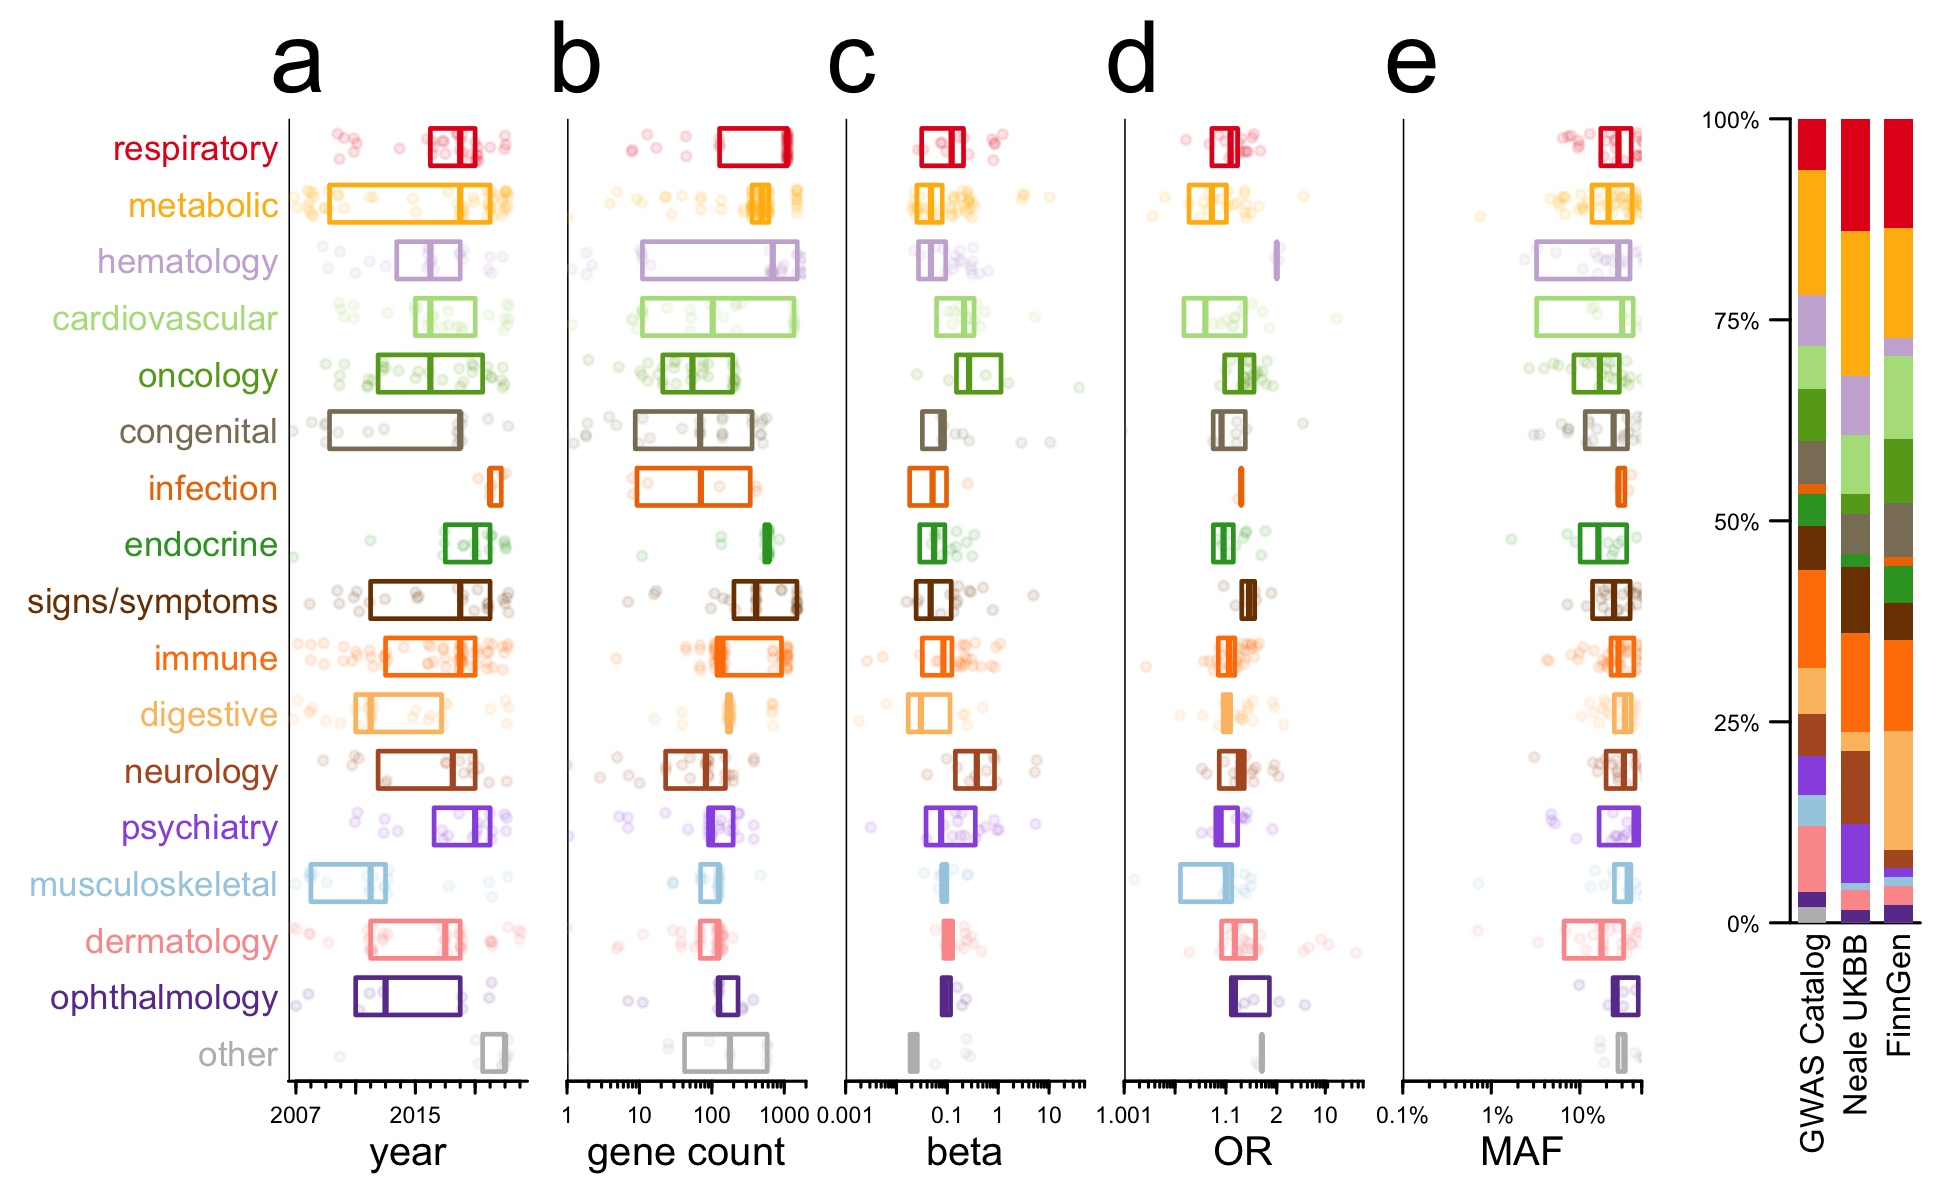 a b c d e
respiratory
metabolic
hematology
cardiovascular
oncology
congenital
infection
endocrine
signs/symptoms
immune
digestive
neurology
psychiatry
musculoskeletal
dermatology
ophthalmology
other
2007 2015
year
1 10 100 1000
gene count
0.001 0.1 1 10
beta
1.001 1.1 2 10
OR
0.1% 1% 10%
MAF
100%
75%
50%
25%
0%
GWAS Catalog
Neale UKBB
FinnGen